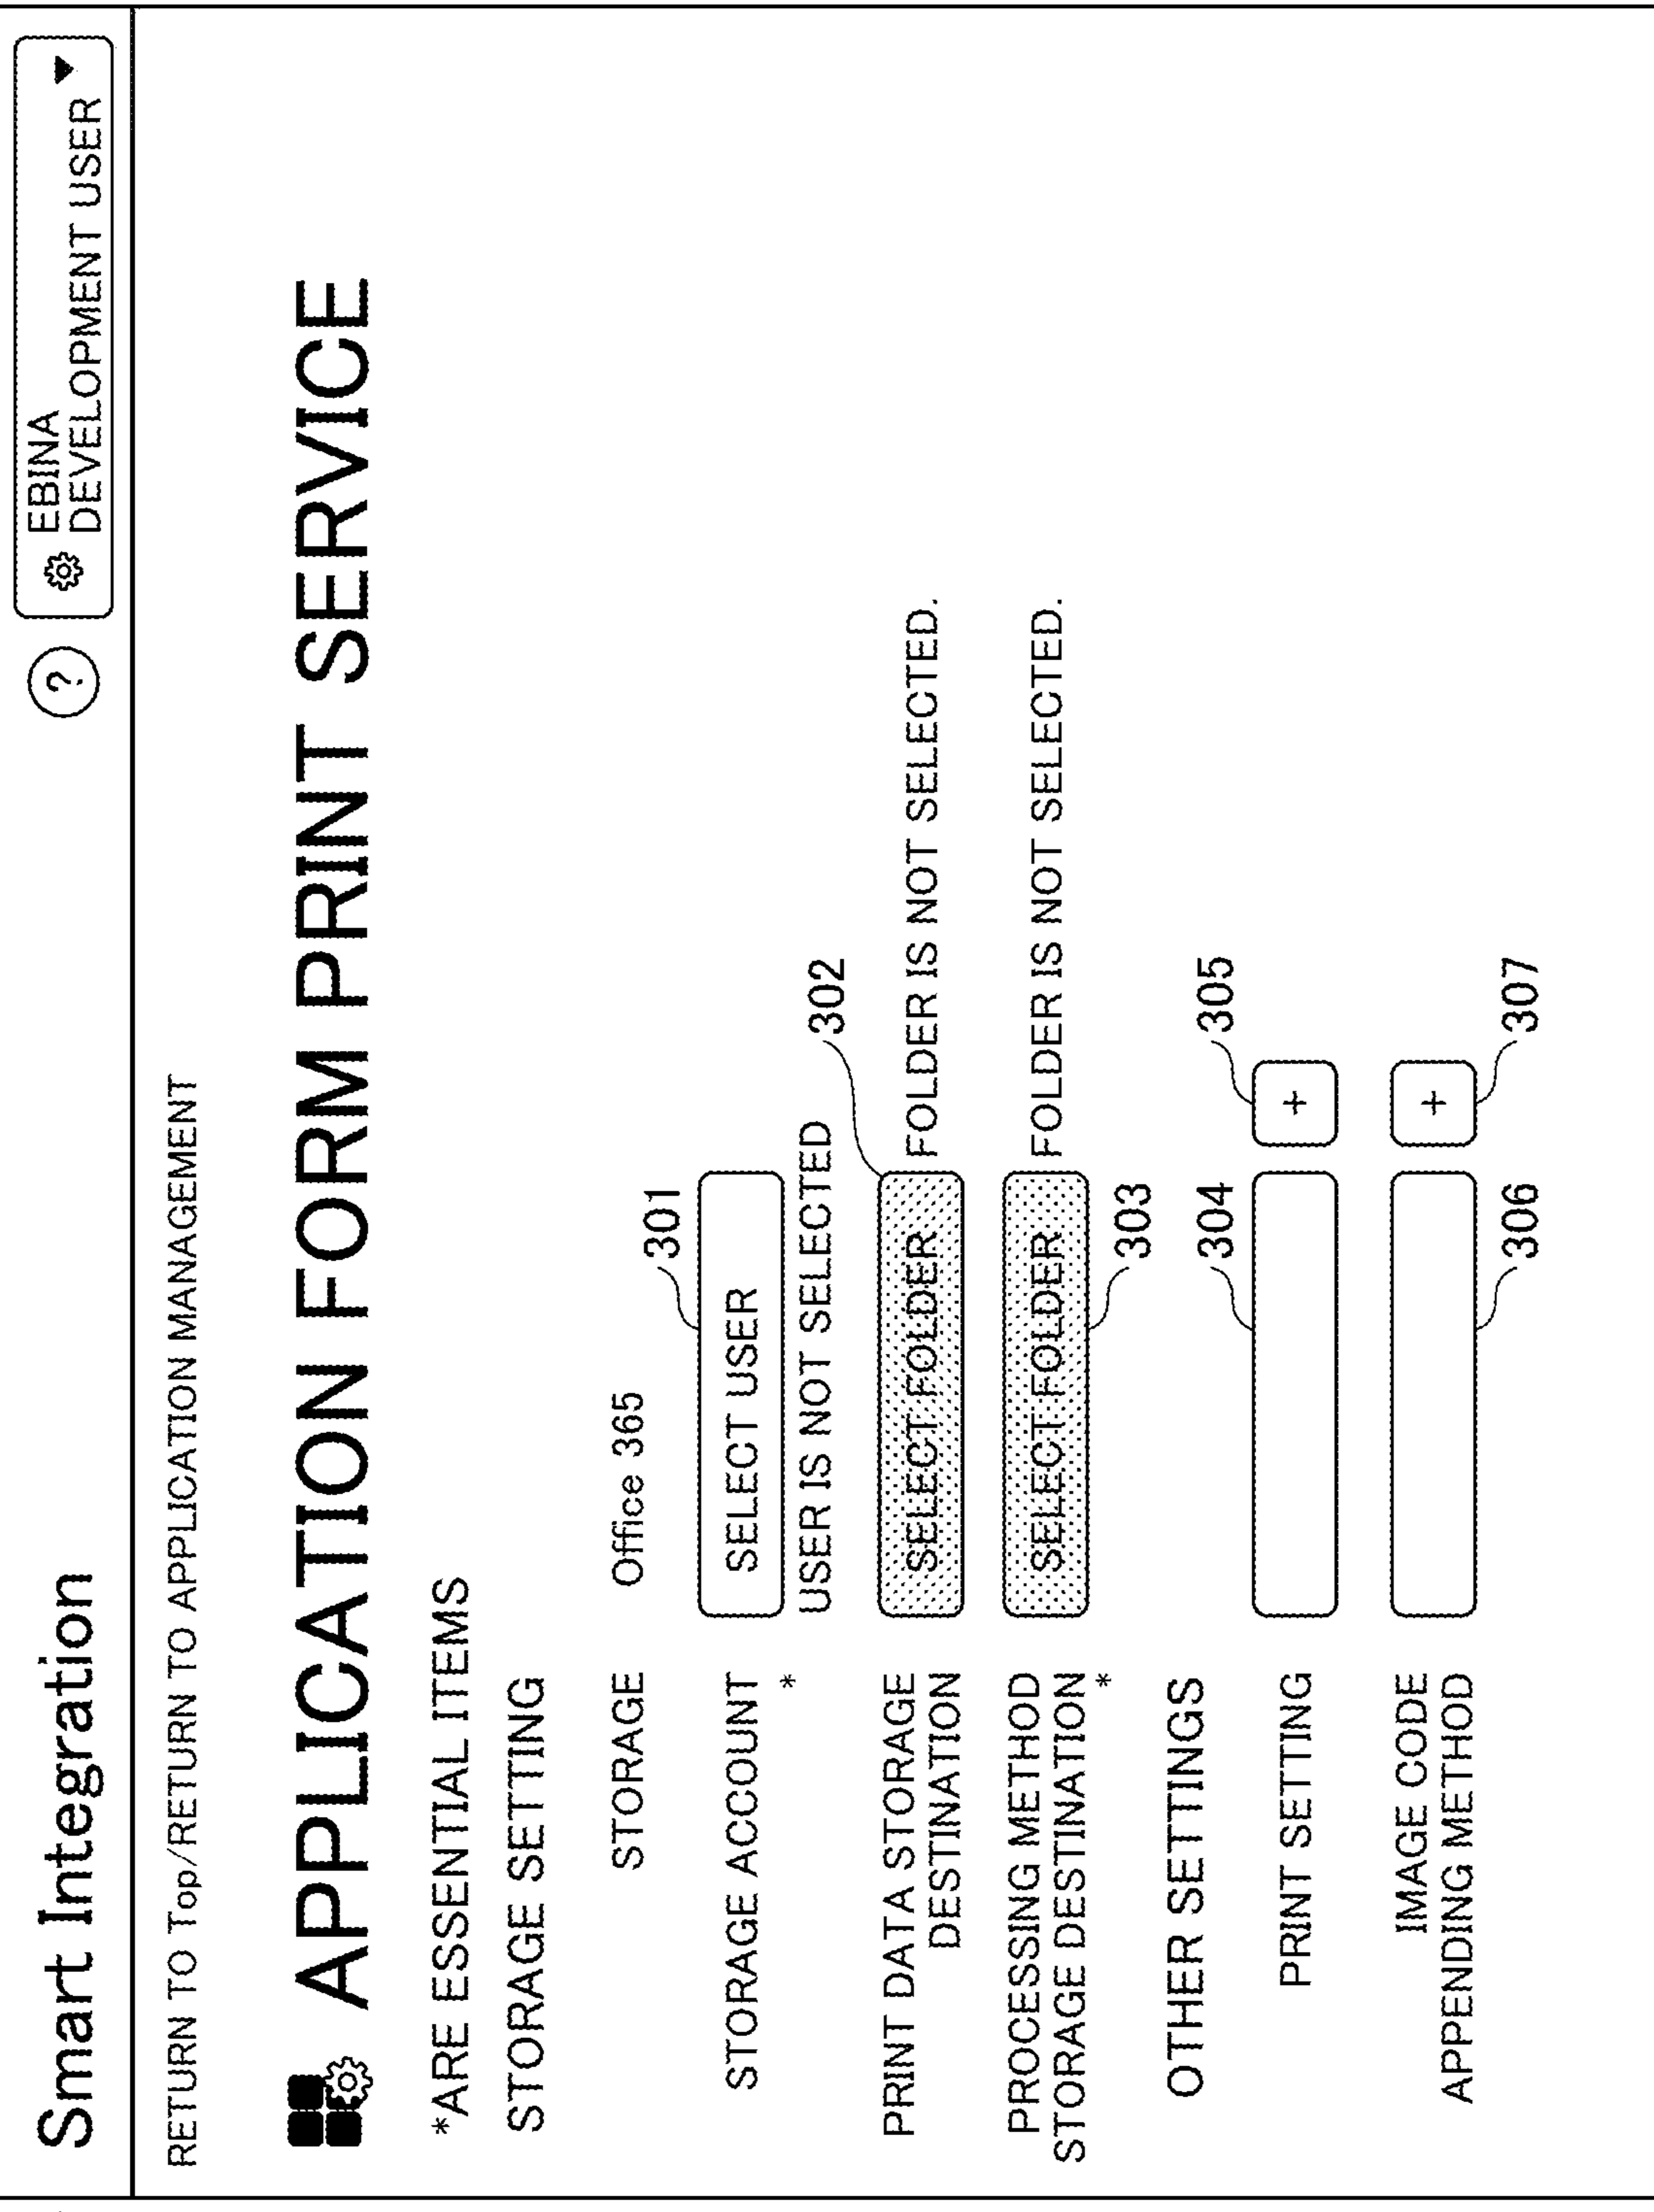 Smart Integration
?
EBINA
DEVELOPMENT USER
RETURN TO Top/RETURN TO APPLICATION MANAGEMENT
APPLICATION FORM PRINT SERVICE
*ARE ESSENTIAL ITEMS
STORAGE SETTING
STORAGE Office 365
301
STORAGE ACCOUNT SELECT USER
*
USER IS NOT SELECTED
302
PRINT DATA STORAGE
DESTINATION
SELECT FOLDER FOLDER IS NOT SELECTED.
PROCESSING METHOD
STORAGE DESTINATION
*
SELECT FOLDER FOLDER IS NOT SELECTED.
303
OTHER SETTINGS
304 305
PRINT SETTING +
IMAGE CODE
APPENDING METHOD
+
306 307